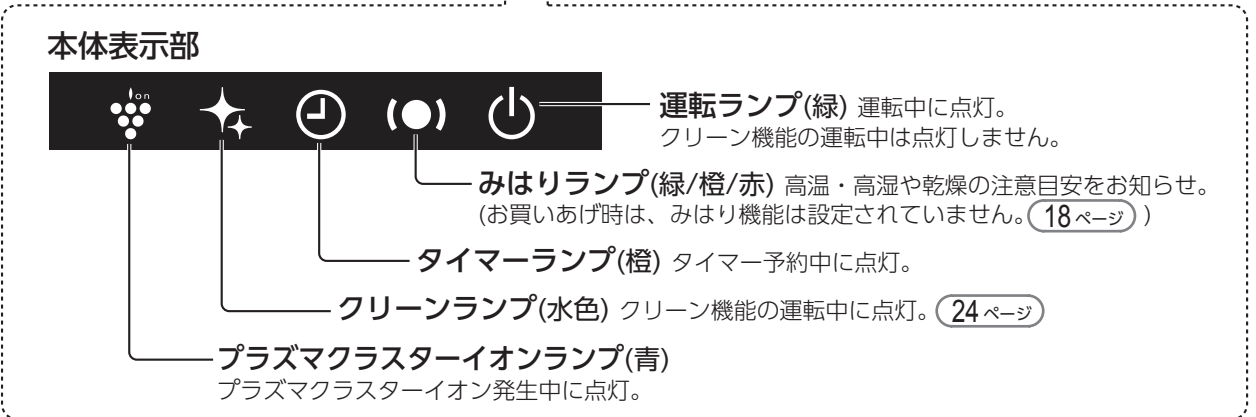 本体表示部
ion
運転ランプ(緑) 運転中に点灯。
クリーン機能の運転中は点灯しません。
みはりランプ(緑/橙/赤) 高温・高湿や乾燥の注意目安をお知らせ。
(お買いあげ時は、みはり機能は設定されていません。 18ページ )
タイマーランプ(橙) タイマー予約中に点灯。
クリーンランプ(水色) クリーン機能の運転中に点灯。 24ページ
プラズマクラスターイオンランプ(青)
プラズマクラスターイオン発生中に点灯。